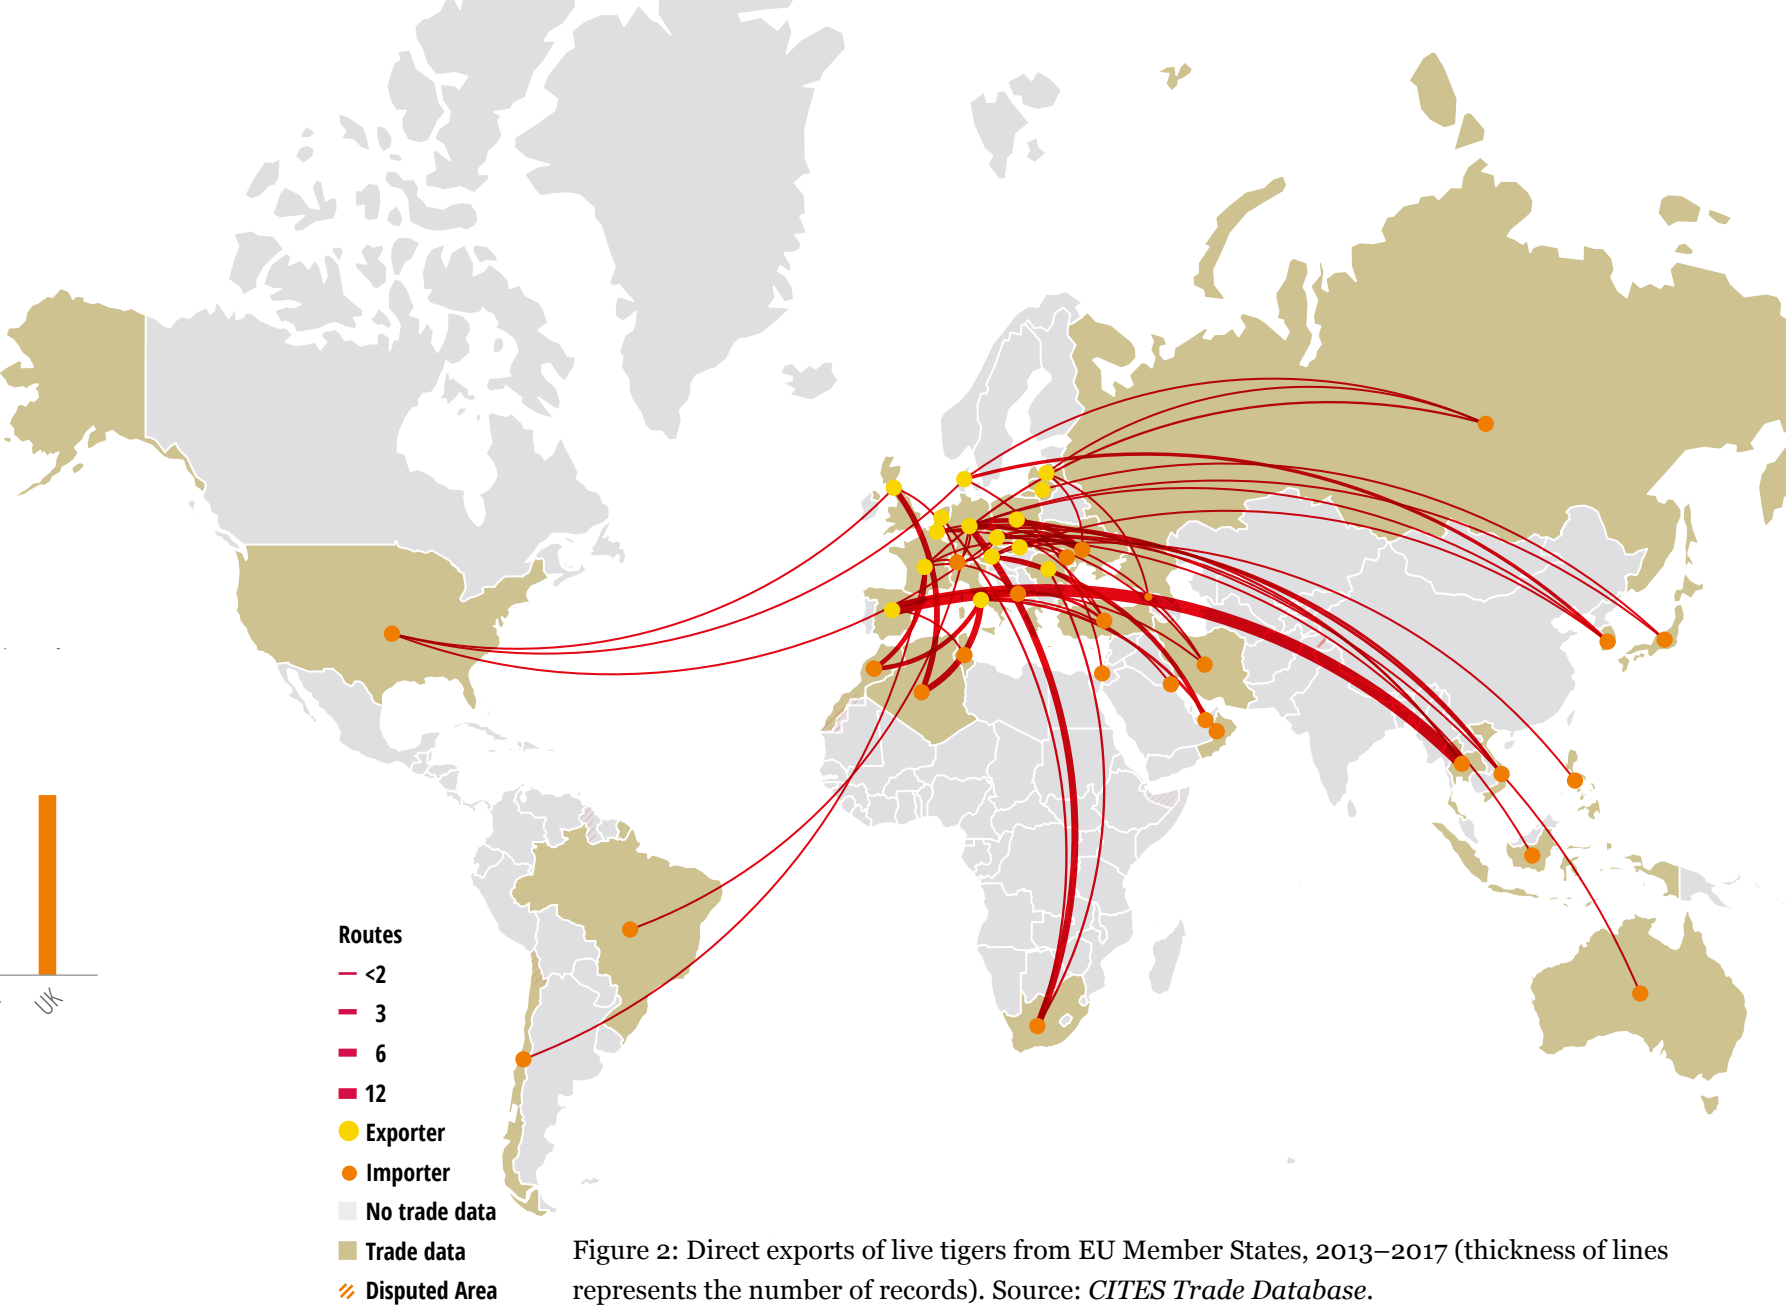 UK
Routes
<2
3
6
12
Exporter
Importer
No trade data
Trade data
Disputed Area
Figure 2: Direct exports of live tigers from EU Member States, 2013–2017 (thickness of lines
represents the number of records). Source: CITES Trade Database.